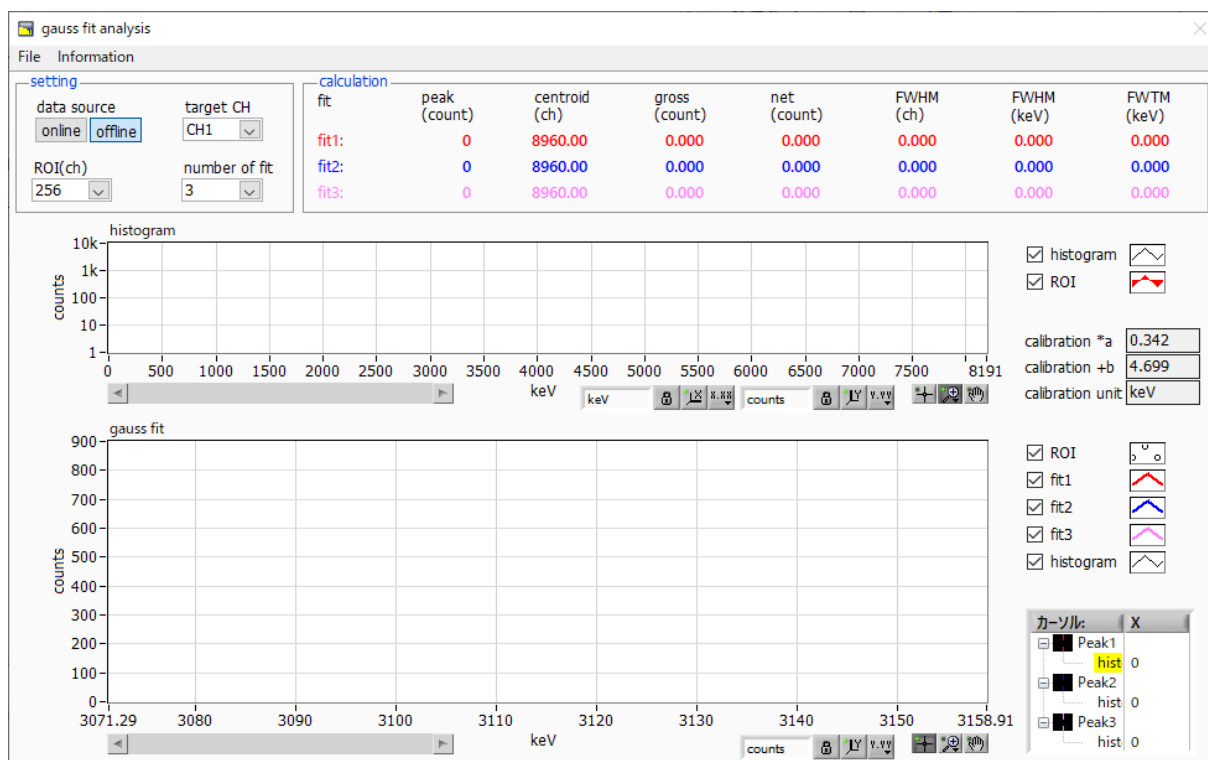 gauss fit analysis
File Information
setting
data source target CH
online offline CH1
ROI(ch) number of fit
256 3
calculation
fit peak (count) centroid (ch) gross (count) net (count) FWHM (ch) FWHM (keV) FWTM (keV)
fit1: 0 8960.00 0.000 0.000 0.000 0.000 0.000
fit2: 0 8960.00 0.000 0.000 0.000 0.000 0.000
fit3: 0 8960.00 0.000 0.000 0.000 0.000 0.000
histogram
10k
1k
100
10
1
counts
0 500 1000 1500 2000 2500 3000 3500 4000 4500 5000 5500 6000 6500 7000 7500 8191
keV
keV X.XX counts Y.YY
histogram
ROI
calibration *a 0.342
calibration +b 4.699
calibration unit keV
gauss fit
900
800
700
600
500
400
300
200
100
0
counts
3071.29 3080 3090 3100 3110 3120 3130 3140 3150 3158.91
keV
counts Y.YY
ROI
fit1
fit2
fit3
histogram
カーソル: X
Peak1
hist 0
Peak2
hist 0
Peak3
hist 0